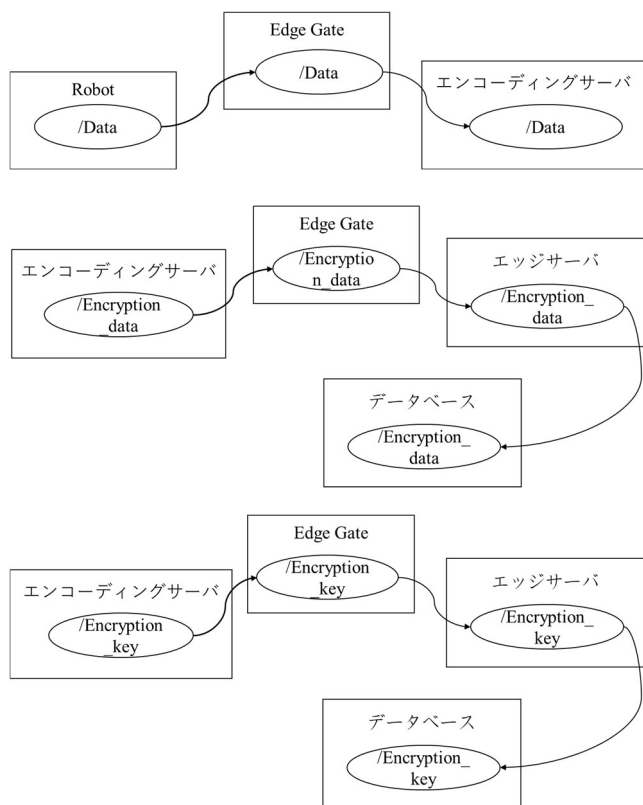 Edge Gate
/Data
Robot
/Data
エンコーディングサーバ
/Data
Edge Gate
/Encryptio
n_data
エンコーディングサーバ
/Encryption
_data
エッジサーバ
/Encryption_
data
データベース
/Encryption_
data
Edge Gate
/Encryption
_key
エンコーディングサーバ
/Encryption
_key
エッジサーバ
/Encryption_
key
データベース
/Encryption_
key